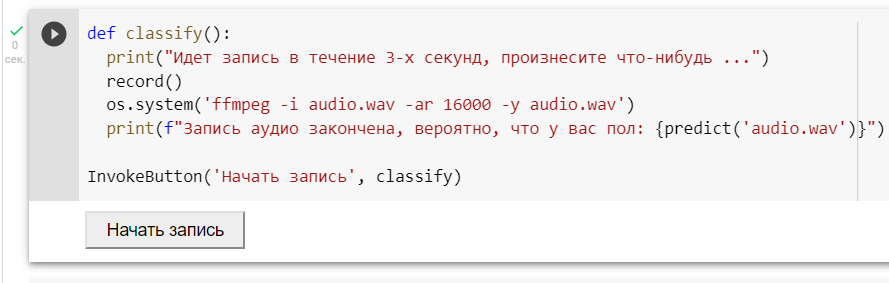 def classify():
print("Идет запись в течение 3-х секунд, произнесите что-нибудь ...")
record()
os.system('ffmpeg -i audio.wav -ar 16000 -y audio.wav')
print(f"Запись аудио закончена, вероятно, что у вас пол: {predict('audio.wav')}")
InvokeButton('Начать запись', classify)
0
сек.
Начать запись